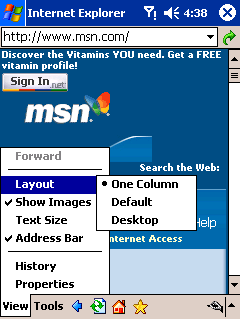 Internet Explorer 4:38
http://www.msn.com/
Discover the Vitamins YOU need. Get a FREE
vitamin profile!
Sign In .net
msn
Forward
Search the Web:
Layout
One Column
Show Images
Default
Text Size
Desktop
Help
Address Bar
Internet Access
History
Properties
View Tools